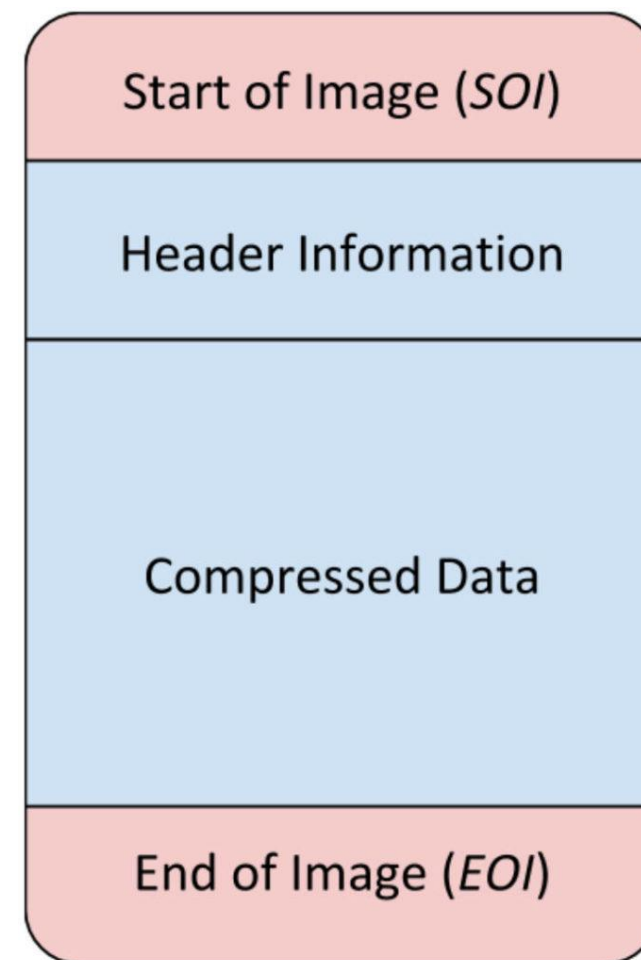 Start of Image (SOI)
Header Information
Compressed Data
End of Image (EOI)